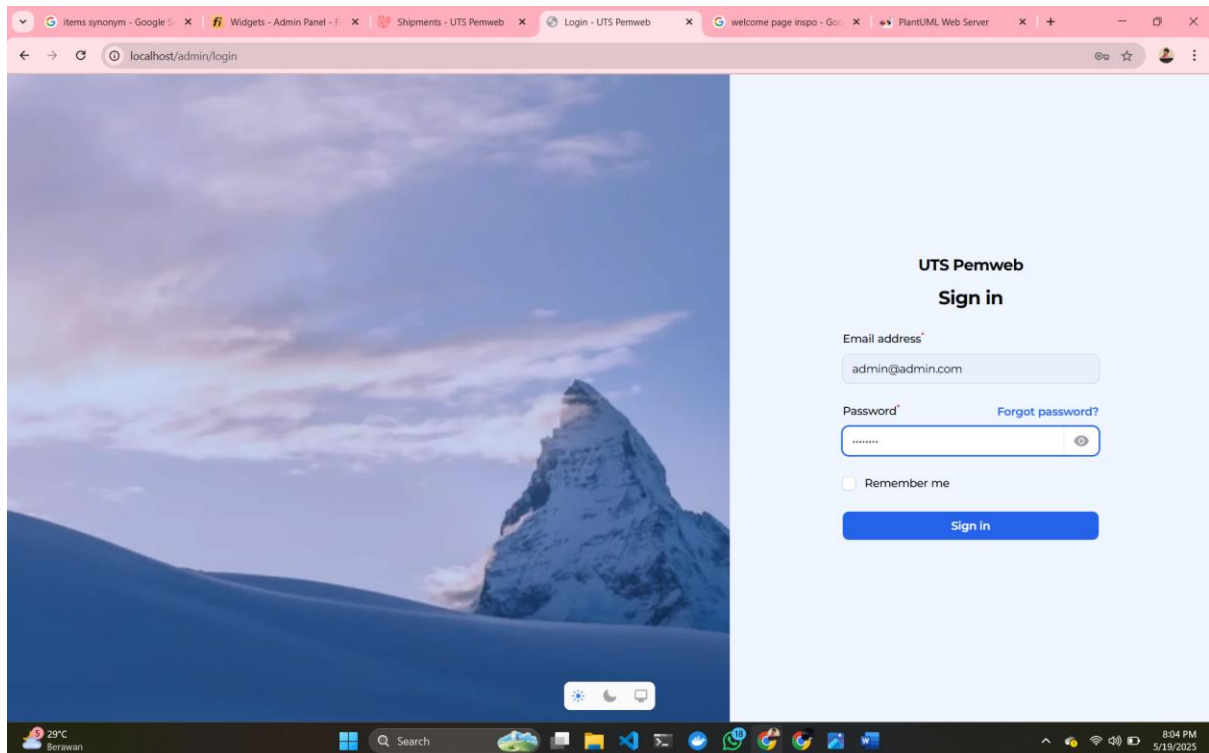 items synonym - Google S
Widgets - Admin Panel - F
Shipments - UTS Pemweb
Login - UTS Pemweb
welcome page inspo - Goo
PlantUML Web Server
localhost/admin/login
UTS Pemweb
Sign in
Email address*
admin@admin.com
Password*
Forgot password?
Remember me
Sign in
5
29°C
Berawan
Search
18
8:04 PM
5/19/2025